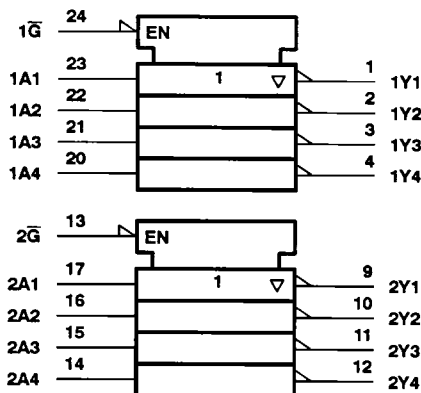 24
1G̅ EN
23 1 ▽ 1
1A1 1Y1
22 2
1A2 1Y2
21 3
1A3 1Y3
20 4
1A4 1Y4
13
2G̅ EN
17 1 ▽ 9
2A1 2Y1
16 10
2A2 2Y2
15 11
2A3 2Y3
14 12
2A4 2Y4